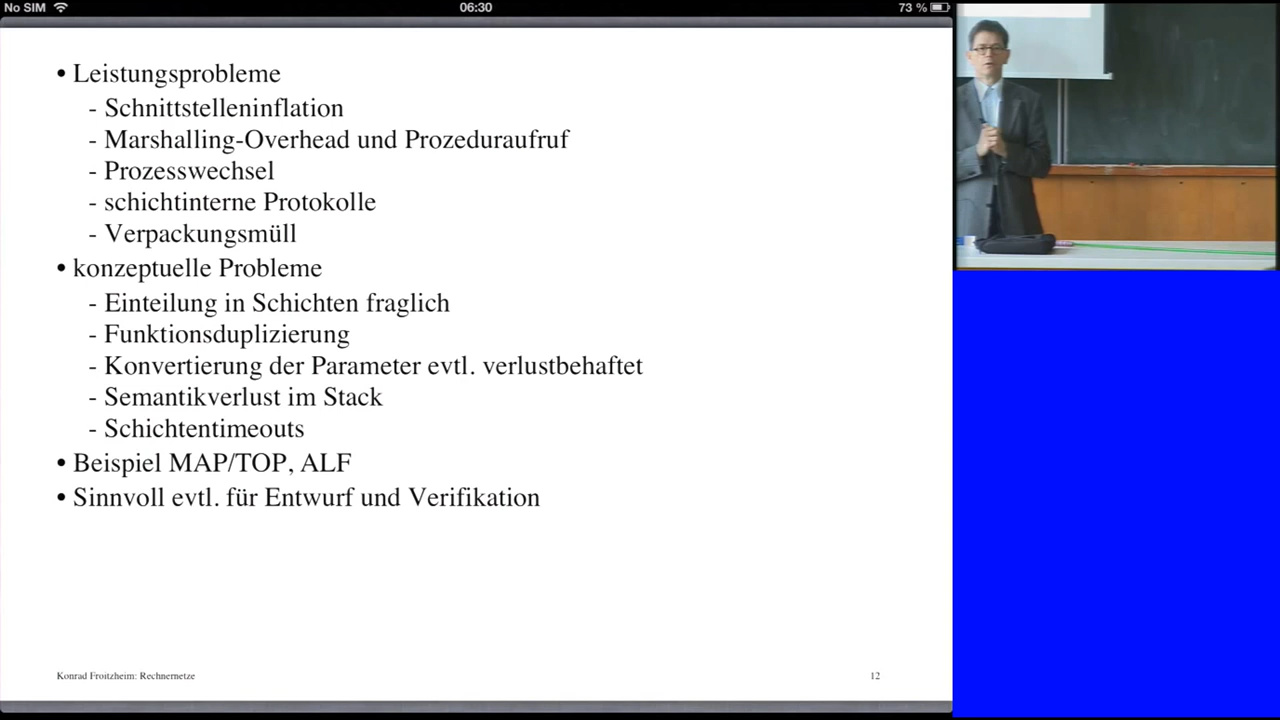 No SIM 06:30 73 %
• Leistungsprobleme
- Schnittstelleninflation
- Marshalling-Overhead und Prozeduraufruf
- Prozesswechsel
- schichtinterne Protokolle
- Verpackungsmüll
• konzeptuelle Probleme
- Einteilung in Schichten fraglich
- Funktionsduplizierung
- Konvertierung der Parameter evtl. verlustbehaftet
- Semantikverlust im Stack
- Schichtentimeouts
• Beispiel MAP/TOP, ALF
• Sinnvoll evtl. für Entwurf und Verifikation
Konrad Froitzheim: Rechnernetze 12